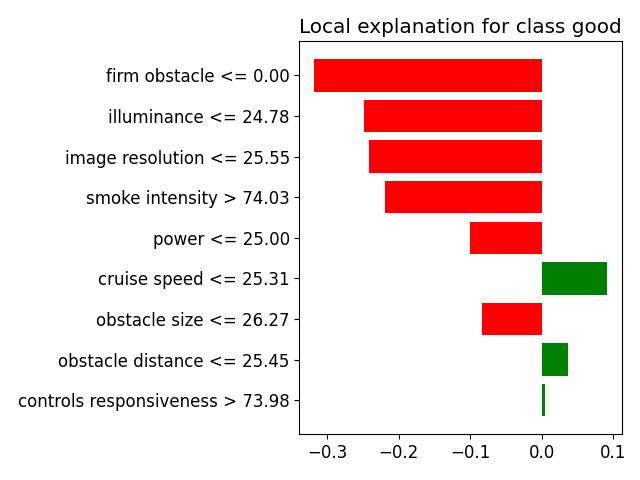 Local explanation for class good
firm obstacle <= 0.00
illuminance <= 24.78
image resolution <= 25.55
smoke intensity > 74.03
power <= 25.00
cruise speed <= 25.31
obstacle size <= 26.27
obstacle distance <= 25.45
controls responsiveness > 73.98
−0.3 −0.2 −0.1 0.0 0.1